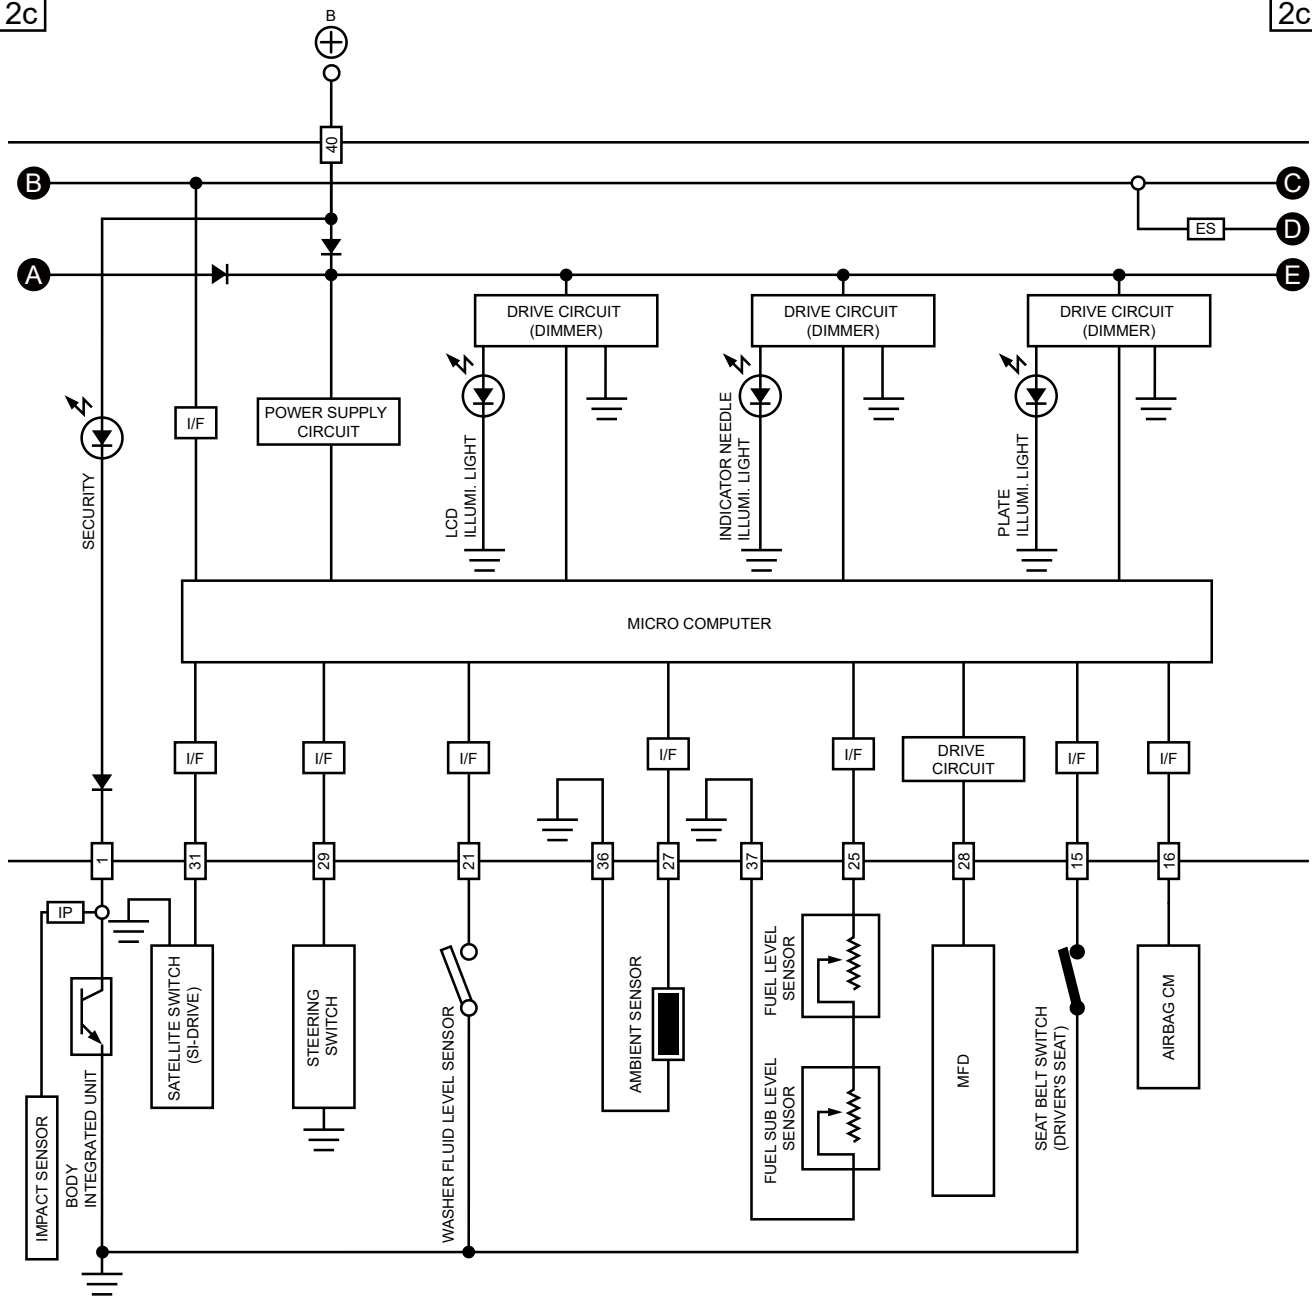 2c
2c
B
40
B
C
ES
D
A
E
DRIVE CIRCUIT
(DIMMER)
DRIVE CIRCUIT
(DIMMER)
DRIVE CIRCUIT
(DIMMER)
I/F
POWER SUPPLY
CIRCUIT
SECURITY
LCD
ILLUMI. LIGHT
INDICATOR NEEDLE
ILLUMI. LIGHT
PLATE
ILLUMI. LIGHT
MICRO COMPUTER
I/F
I/F
I/F
I/F
I/F
DRIVE
CIRCUIT
I/F
I/F
1
31
29
21
36
27
37
25
28
15
16
IP
IMPACT SENSOR
BODY
INTEGRATED UNIT
SATELLITE SWITCH
(SI-DRIVE)
STEERING
SWITCH
WASHER FLUID LEVEL SENSOR
AMBIENT SENSOR
FUEL LEVEL
SENSOR
FUEL SUB LEVEL
SENSOR
MFD
SEAT BELT SWITCH
(DRIVER'S SEAT)
AIRBAG CM